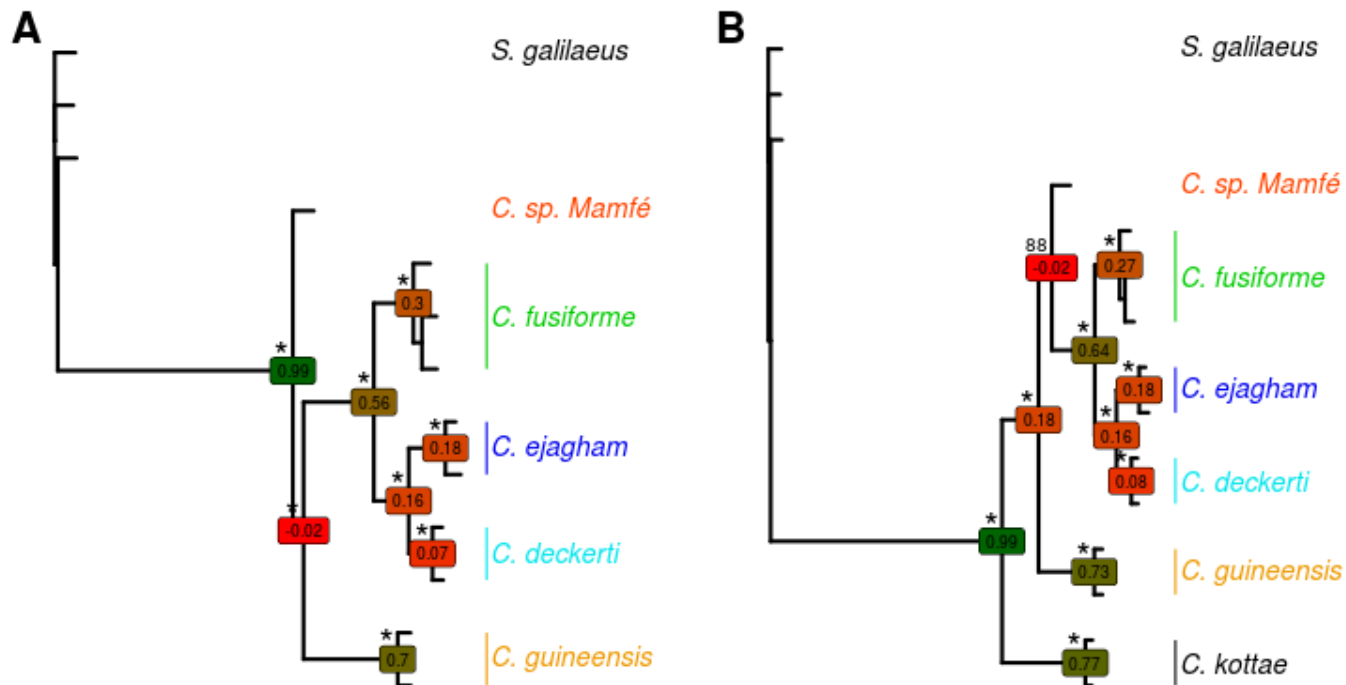 A
S. galilaeus
C. sp. Mamfé
*
0.3
C. fusiforme
*
0.99
*
0.56
*
0.18
C. ejagham
*
0.16
*
-0.02
*
0.07
C. deckerti
*
0.7
C. guineensis
B
S. galilaeus
C. sp. Mamfé
88
-0.02
*
0.27
C. fusiforme
*
0.64
*
0.18
C. ejagham
*
0.18
*
0.16
*
0.08
C. deckerti
*
0.99
*
0.73
C. guineensis
*
0.77
C. kottae